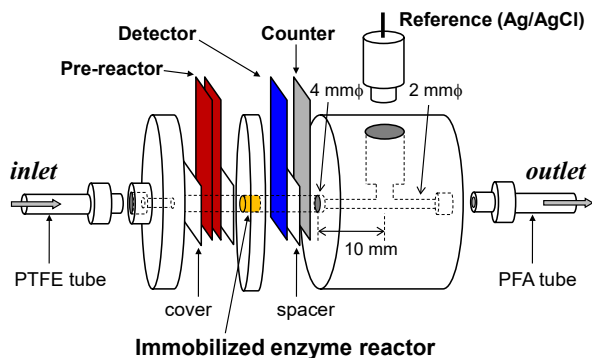 Reference (Ag/AgCl)
Detector
Counter
Pre-reactor
4 mmϕ
2 mmϕ
inlet
outlet
10 mm
PTFE tube
cover
spacer
PFA tube
Immobilized enzyme reactor